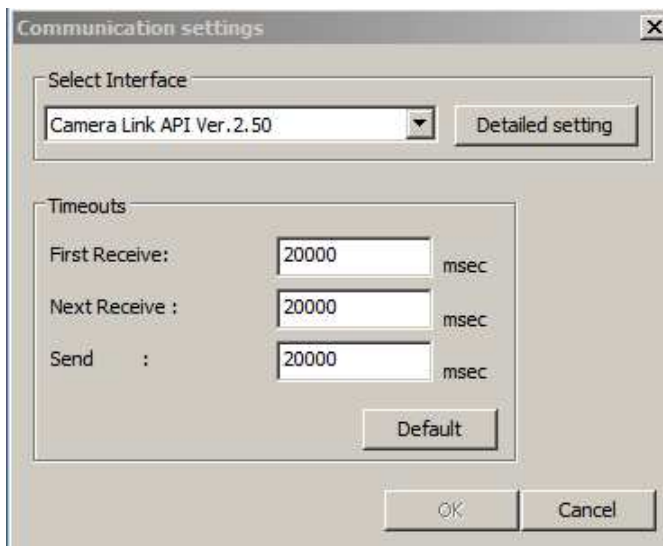 Communication settings
Select Interface
Camera Link API Ver.2.50
Detailed setting
Timeouts
First Receive: 20000 msec
Next Receive : 20000 msec
Send : 20000 msec
Default
OK Cancel